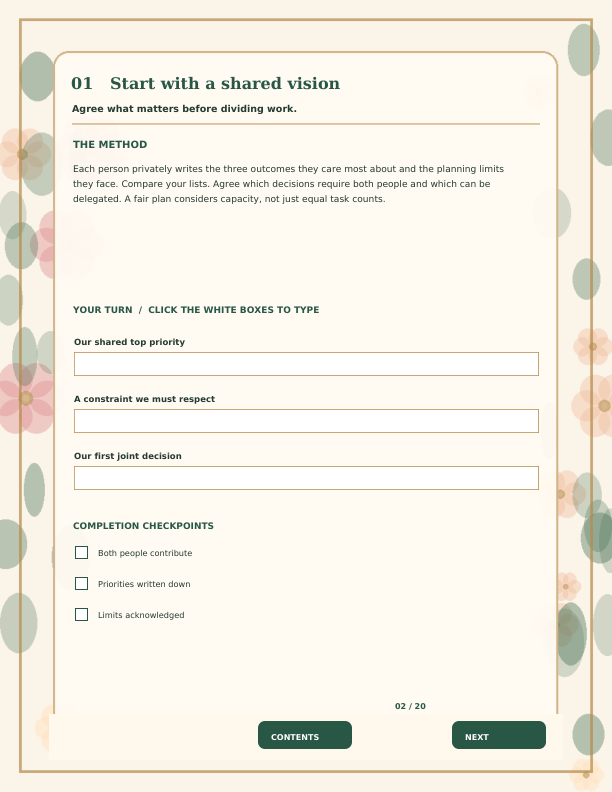 01 Start with a shared vision
Agree what matters before dividing work.
THE METHOD
Each person privately writes the three outcomes they care most about and the planning limits
they face. Compare your lists. Agree which decisions require both people and which can be
delegated. A fair plan considers capacity, not just equal task counts.
YOUR TURN / CLICK THE WHITE BOXES TO TYPE
Our shared top priority
A constraint we must respect
Our first joint decision
COMPLETION CHECKPOINTS
Both people contribute
Priorities written down
Limits acknowledged
02 / 20
CONTENTS
NEXT